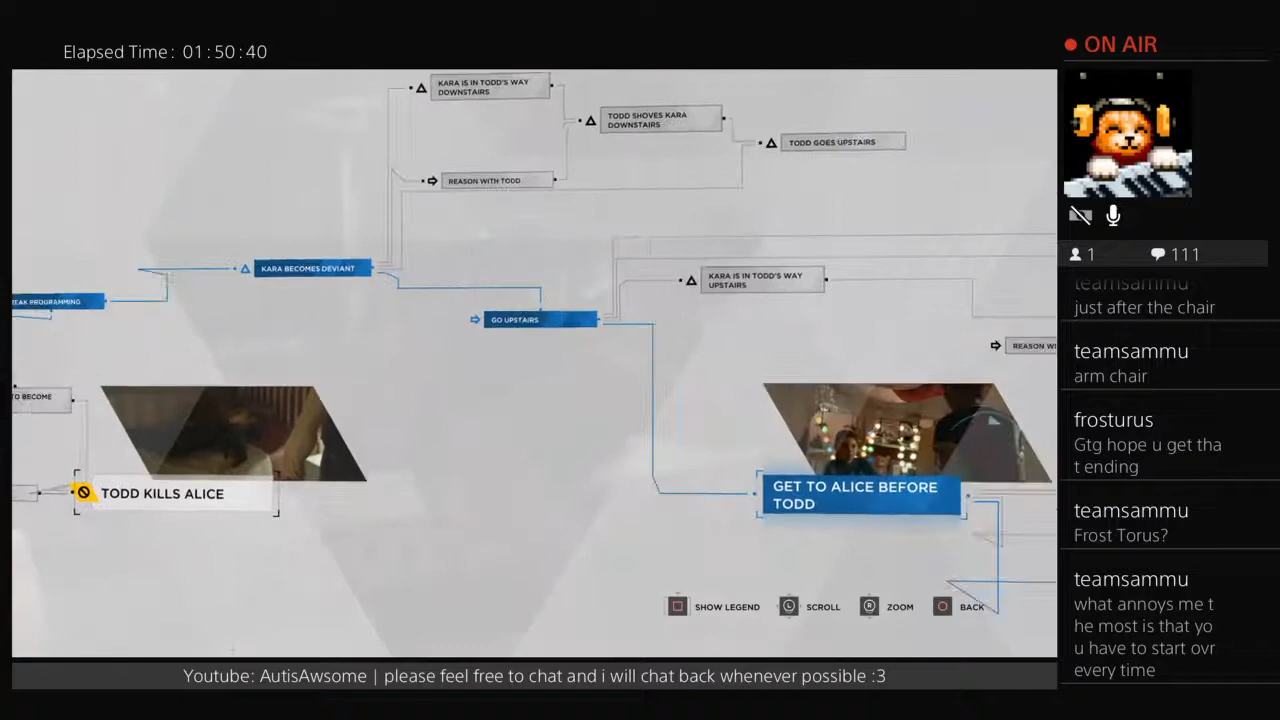 Elapsed Time: 01:50:40
ON AIR
1
111
KARA IS IN TODD'S WAY
DOWNSTAIRS
TODD SHOVES KARA
DOWNSTAIRS
TODD GOES UPSTAIRS
REASON WITH TODD
KARA BECOMES DEVIANT
EAK PROGRAMMING
KARA IS IN TODD'S WAY
UPSTAIRS
GO UPSTAIRS
REASON WI
TO BECOME
TODD KILLS ALICE
GET TO ALICE BEFORE
TODD
SHOW LEGEND
L
SCROLL
R
ZOOM
BACK
teamsammu
just after the chair
teamsammu
arm chair
frosturus
Gtg hope u get tha
t ending
teamsammu
Frost Torus?
teamsammu
what annoys me t
he most is that yo
u have to start ovr
every time
Youtube: AutisAwsome | please feel free to chat and i will chat back whenever possible :3